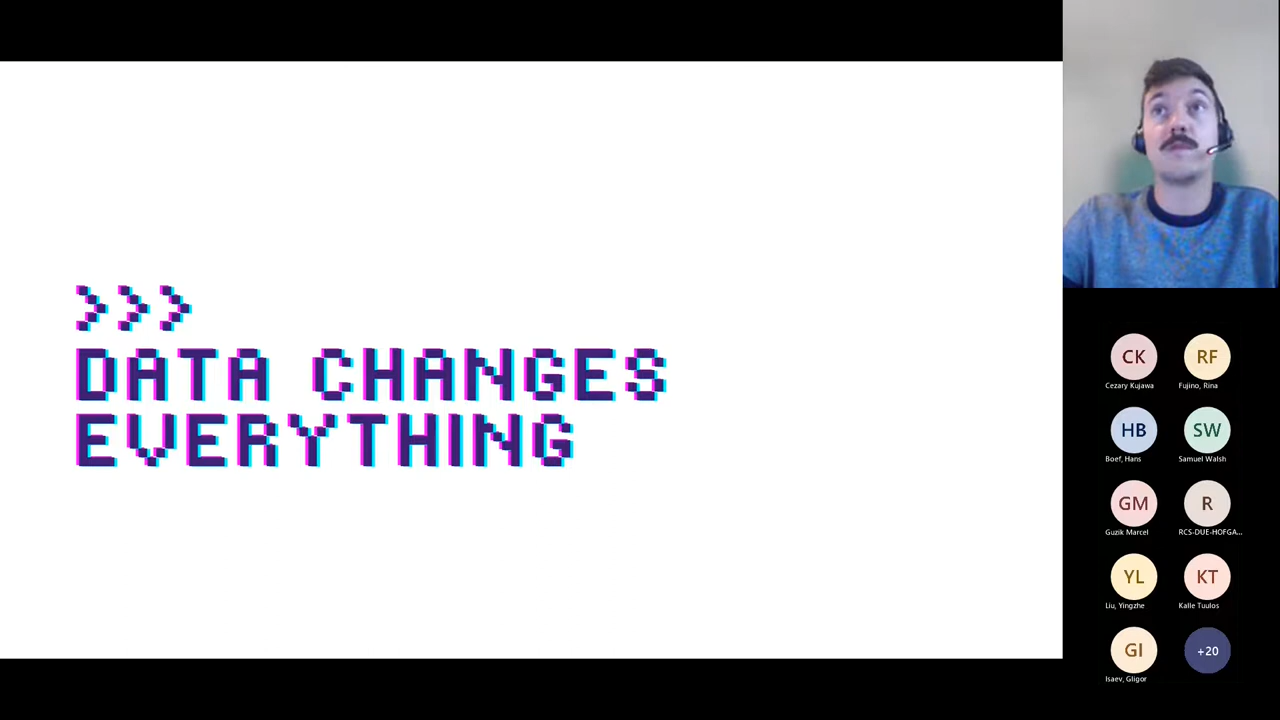 >>>
DATA CHANGES
EVERYTHING
CK
RF
Cezary Kujawa
Fujino, Rina
HB
SW
Boef, Hans
Samuel Walsh
GM
R
Guzik Marcel
RCS-DUE-HOFGA...
YL
KT
Liu, Yingzhe
Kalle Tuulos
GI
+20
Isaev, Gligor